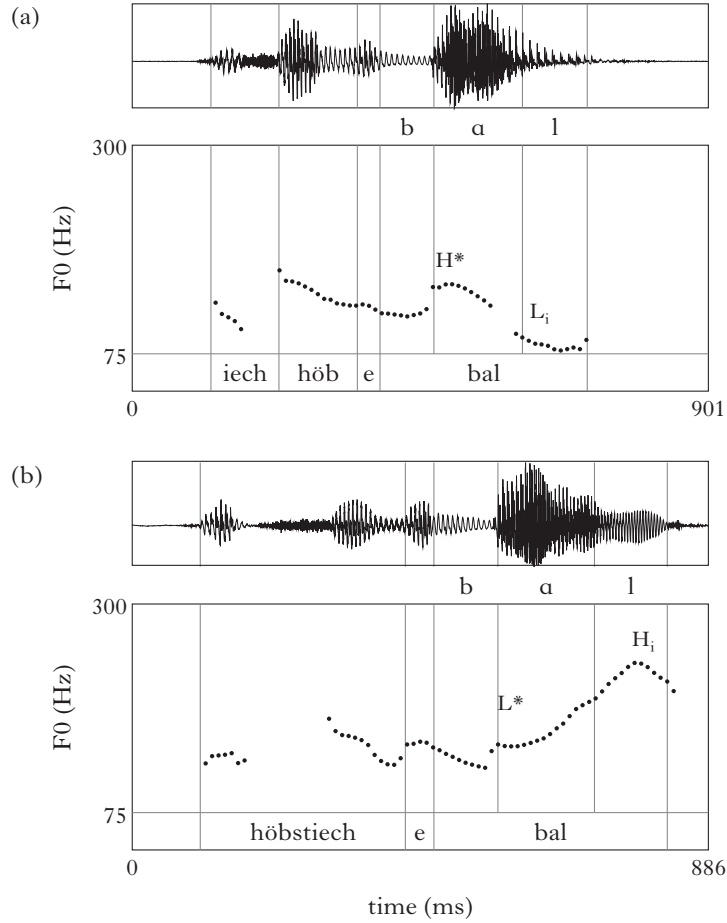 (a)
b ɑ l
300
F0 (Hz)
H*
Lᵢ
75
iech höb e bal
0 901
(b)
b ɑ l
300
F0 (Hz)
Hᵢ
L*
75
höbstiech e bal
0 886
time (ms)